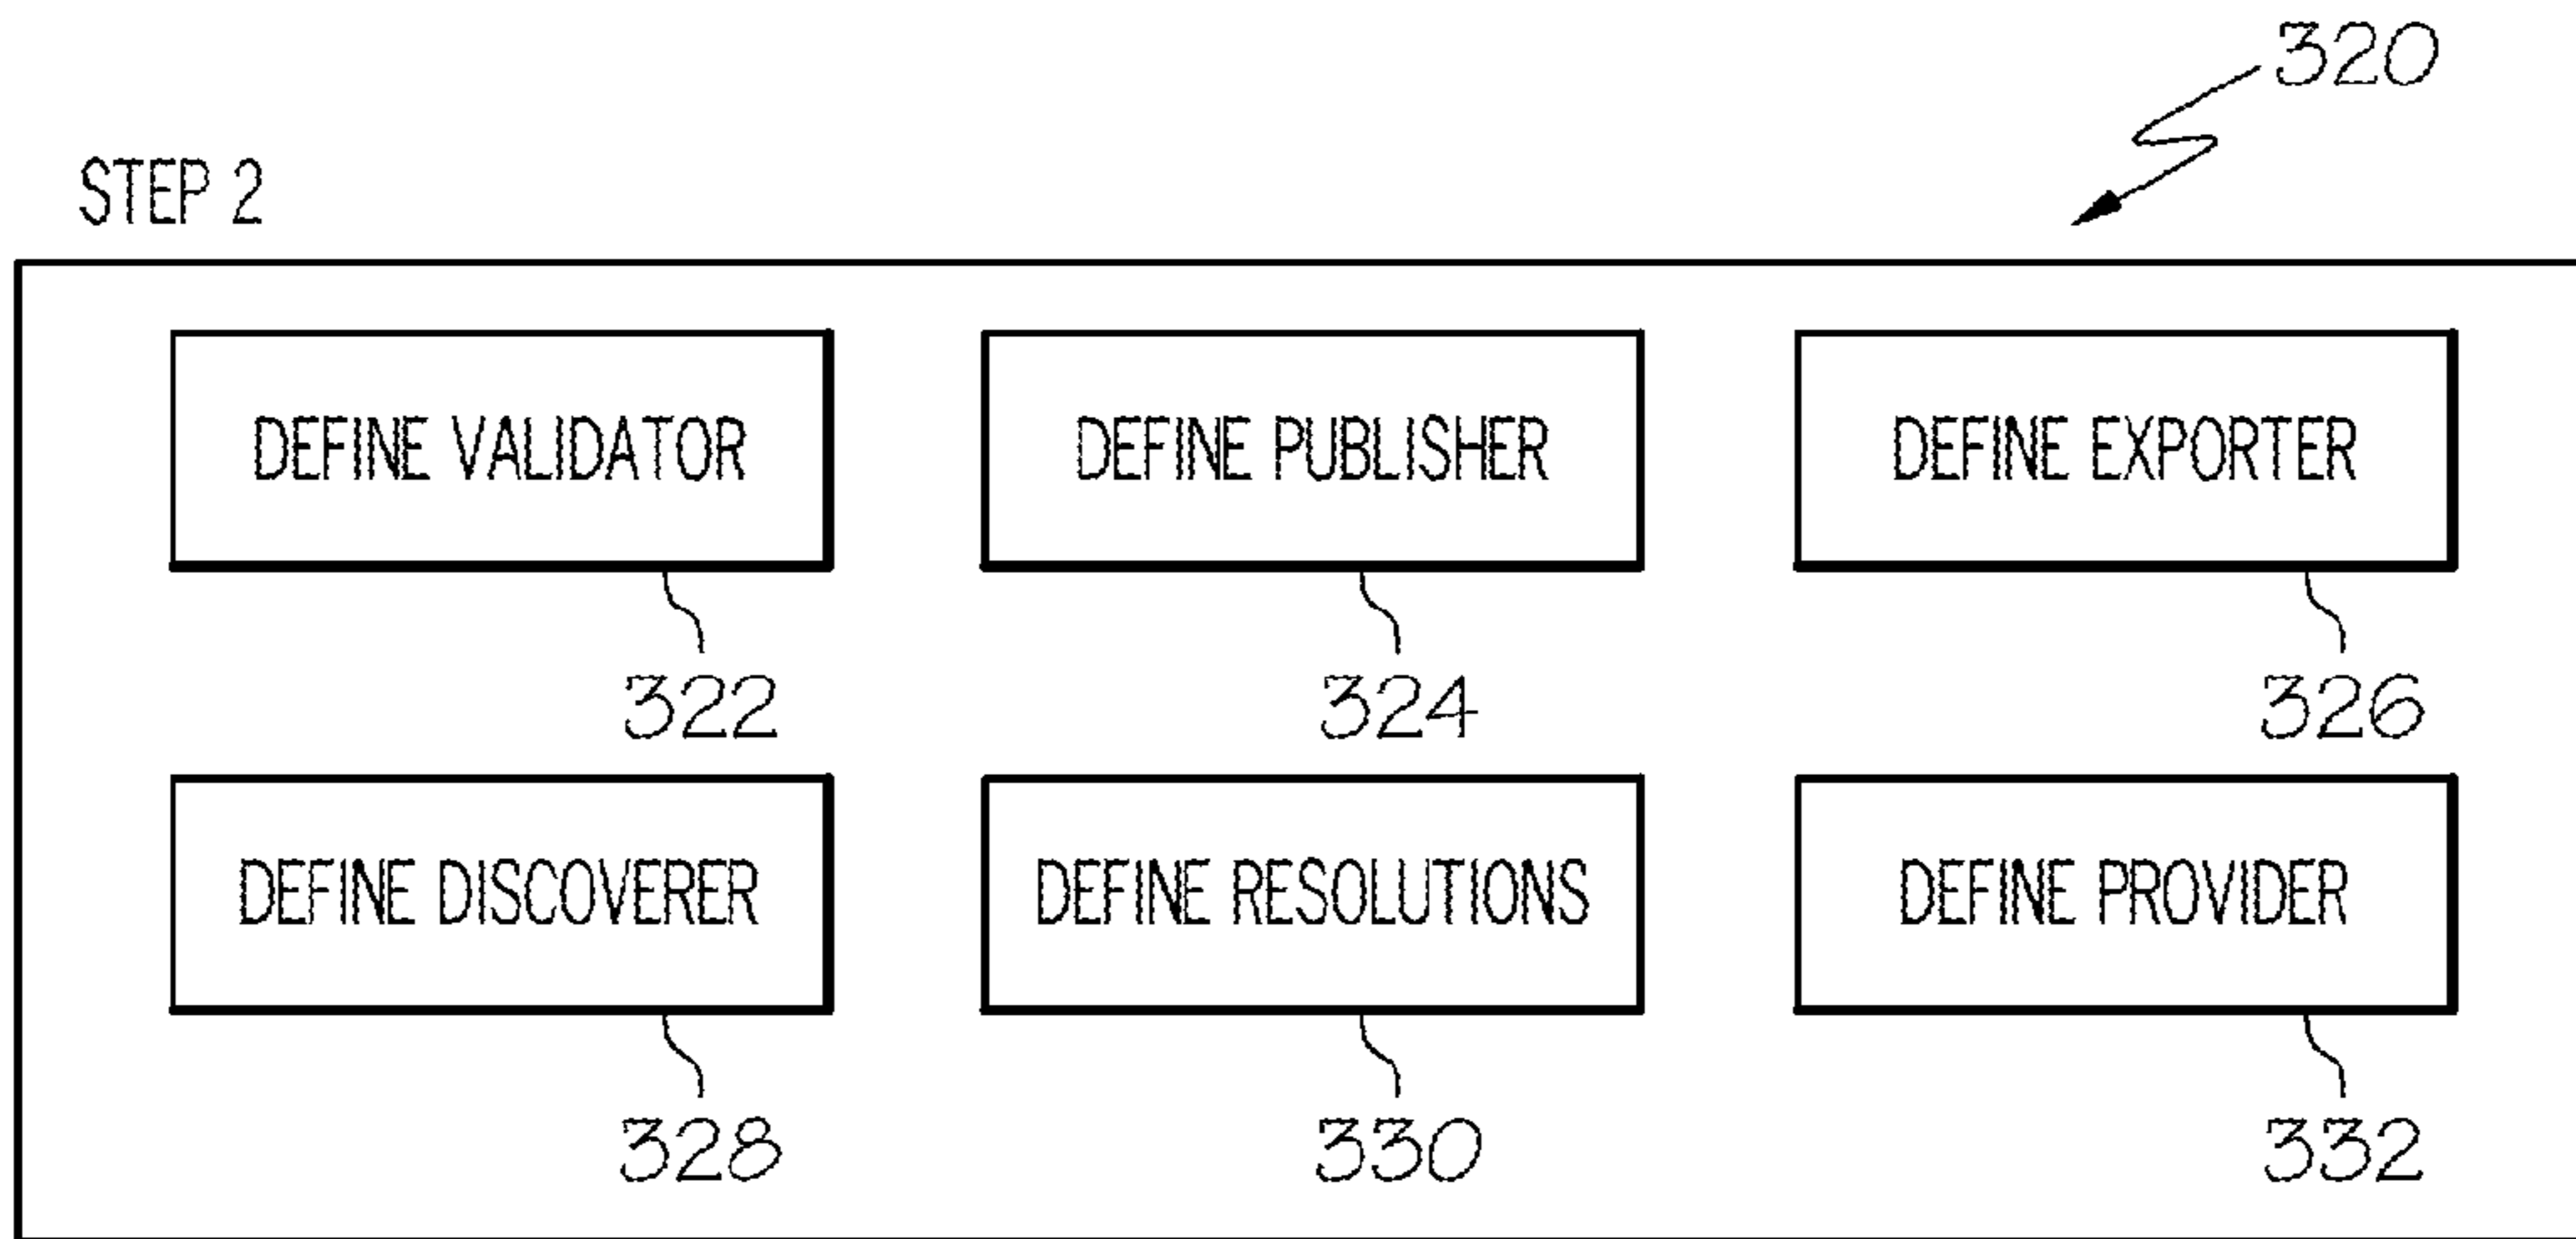 320
STEP 2
DEFINE VALIDATOR
DEFINE PUBLISHER
DEFINE EXPORTER
322
324
326
DEFINE DISCOVERER
DEFINE RESOLUTIONS
DEFINE PROVIDER
328
330
332